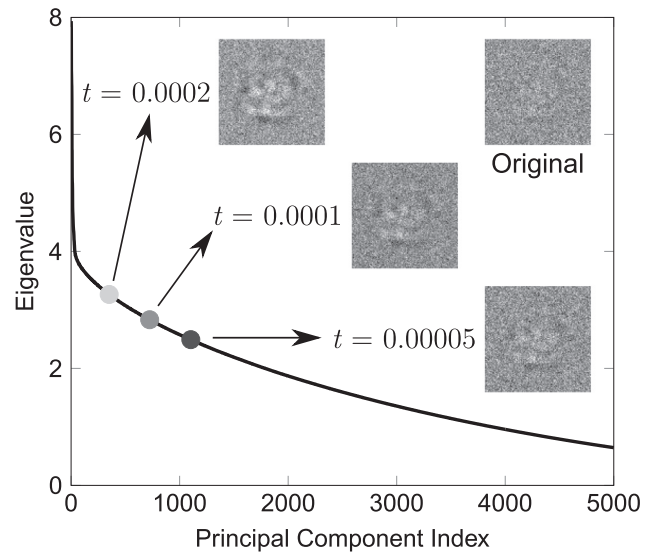 8
6
4
2
0
Eigenvalue
t = 0.0002
Original
t = 0.0001
t = 0.00005
0 1000 2000 3000 4000 5000
Principal Component Index